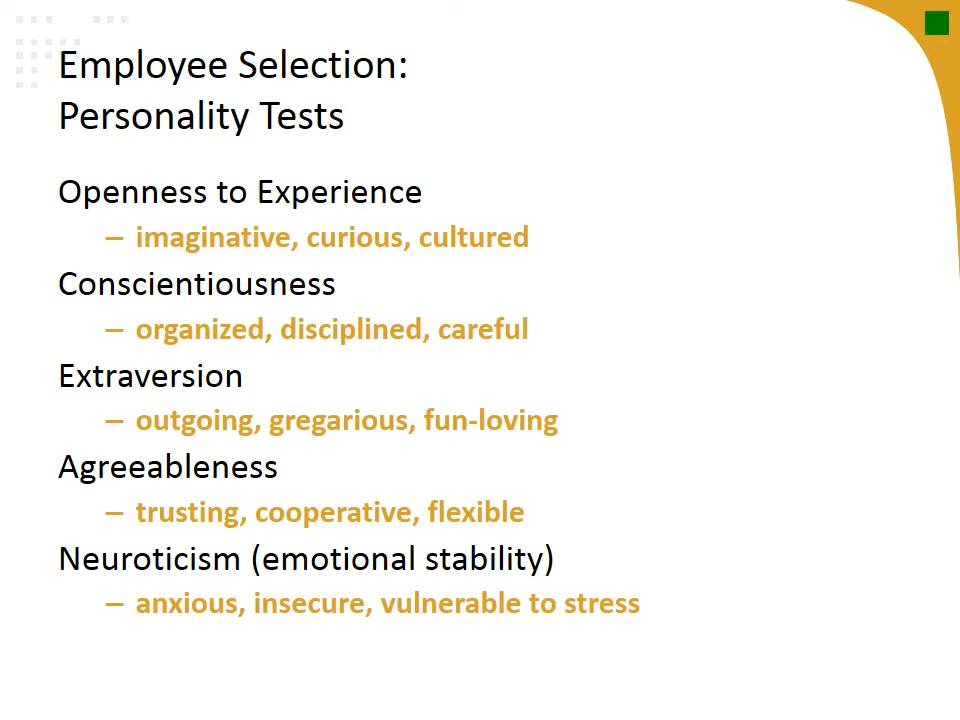 Employee Selection:
Personality Tests
Openness to Experience
– imaginative, curious, cultured
Conscientiousness
– organized, disciplined, careful
Extraversion
– outgoing, gregarious, fun-loving
Agreeableness
– trusting, cooperative, flexible
Neuroticism (emotional stability)
– anxious, insecure, vulnerable to stress